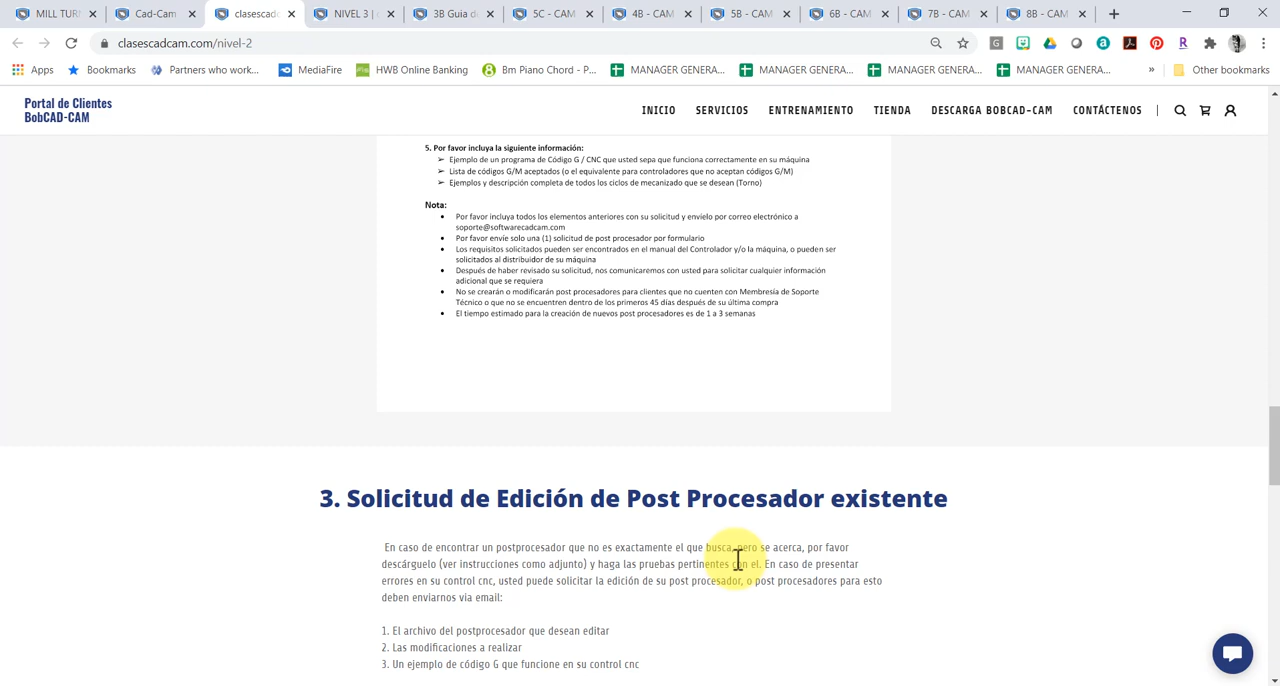 MILL TUR
Cad-Cam
clasescade
NIVEL 3 | c
3B Guia de
5C - CAM
4B - CAM
5B - CAM
6B - CAM
7B - CAM
8B - CAM
clasescadcam.com/nivel-2
Apps
Bookmarks
Partners who work...
MediaFire
HWB Online Banking
Bm Piano Chord - P...
MANAGER GENERA...
MANAGER GENERA...
MANAGER GENERA...
MANAGER GENERA...
»
Other bookmarks
Portal de Clientes
BobCAD-CAM
INICIO
SERVICIOS
ENTRENAMIENTO
TIENDA
DESCARGA BOBCAD-CAM
CONTÁCTENOS
5. Por favor incluya la siguiente información:
➢ Ejemplo de un programa de Código G / CNC que usted sepa que funciona correctamente en su máquina
➢ Lista de códigos G/M aceptados (o el equivalente para controladores que no aceptan códigos G/M)
➢ Ejemplos y descripción completa de todos los ciclos de mecanizado que se desean (Torno)
Nota:
• Por favor incluya todos los elementos anteriores con su solicitud y envíelo por correo electrónico a
soporte@softwarecadcam.com
• Por favor envíe solo una (1) solicitud de post procesador por formulario
• Los requisitos solicitados pueden ser encontrados en el manual del Controlador y/o la máquina, o pueden ser
solicitados al distribuidor de su máquina
• Después de haber revisado su solicitud, nos comunicaremos con usted para solicitar cualquier información
adicional que se requiera
• No se crearán o modificarán post procesadores para clientes que no cuenten con Membresía de Soporte
Técnico o que no se encuentren dentro de los primeros 45 días después de su última compra
• El tiempo estimado para la creación de nuevos post procesadores es de 1 a 3 semanas
3. Solicitud de Edición de Post Procesador existente
En caso de encontrar un postprocesador que no es exactamente el que busca, pero se acerca, por favor
descárguelo (ver instrucciones como adjunto) y haga las pruebas pertinentes con el. En caso de presentar
errores en su control cnc, usted puede solicitar la edición de su post procesador, o post procesadores para esto
deben enviarnos via email:
1. El archivo del postprocesador que desean editar
2. Las modificaciones a realizar
3. Un ejemplo de código G que funcione en su control cnc